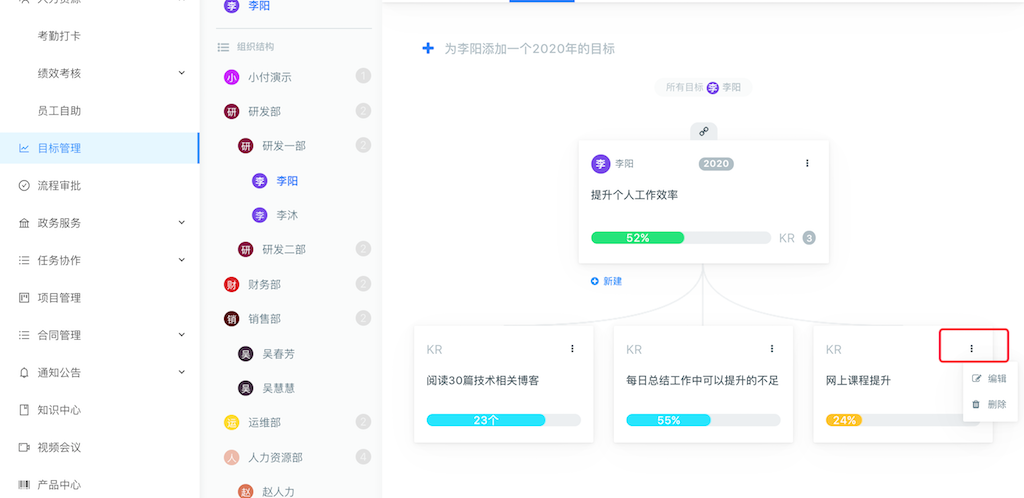 人力资源
考勤打卡
绩效考核
员工自助
目标管理
流程审批
政务服务
任务协作
项目管理
合同管理
通知公告
知识中心
视频会议
产品中心
李 李阳
组织结构
小 小付演示 1
研 研发部 2
研 研发一部 2
李 李阳
李 李沐
研 研发二部 2
财 财务部 2
销 销售部 2
吴 吴春芳
吴 吴慧慧
运 运维部 2
人 人力资源部 4
赵 赵人力
为李阳添加一个2020年的目标
所有目标 李 李阳
李 李阳 2020
提升个人工作效率
52% KR 3
新建
KR
阅读30篇技术相关博客
23个
KR
每日总结工作中可以提升的不足
55%
KR
网上课程提升
24%
编辑
删除